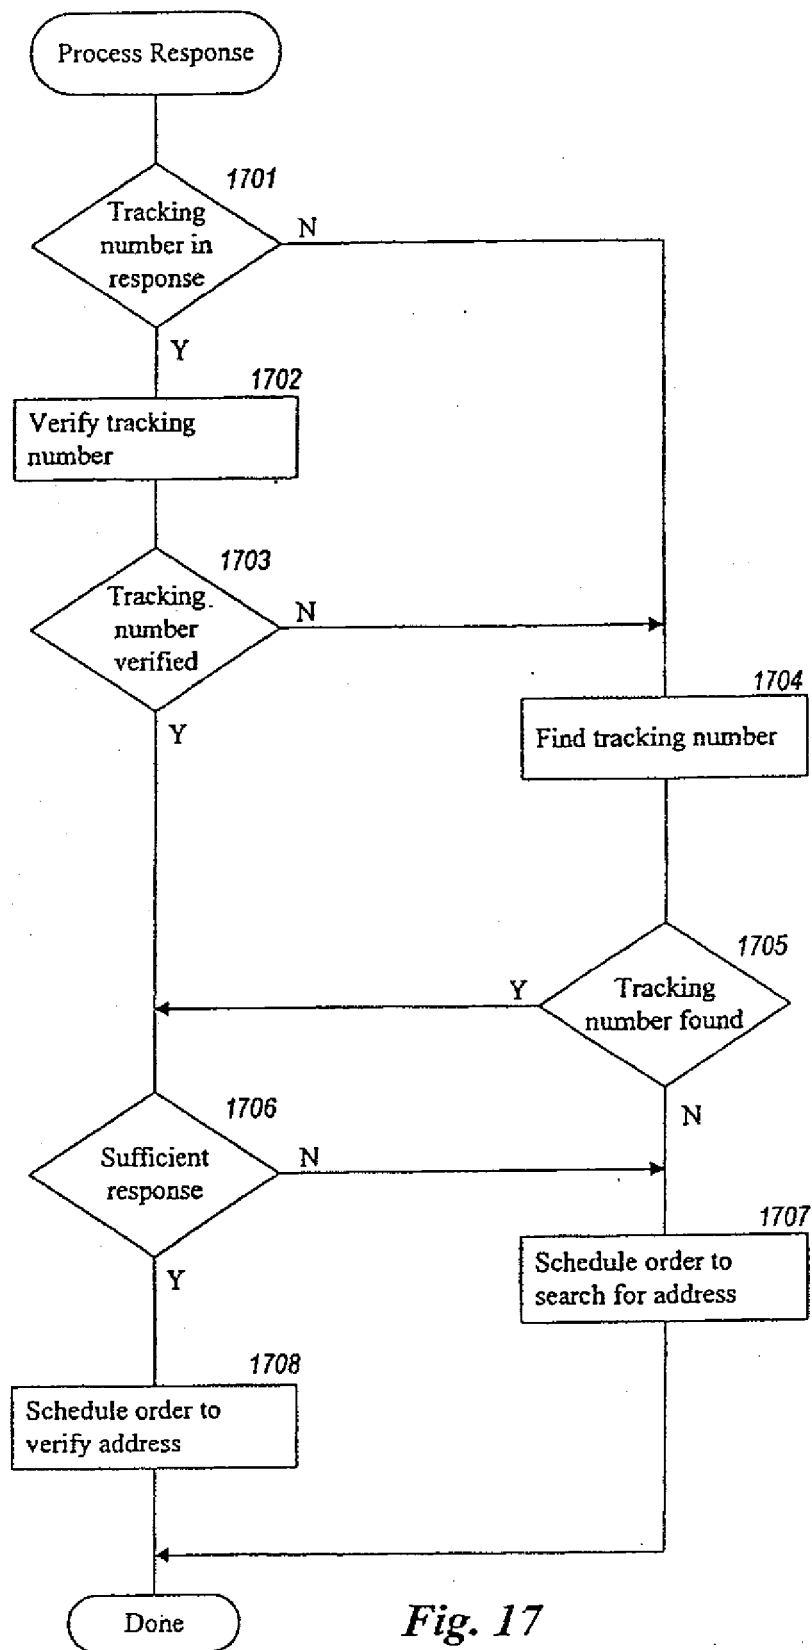 Process Response
1701
Tracking
number in
response
N
Y
1702
Verify tracking
number
1703
Tracking
number
verified
N
Y
1704
Find tracking number
1705
Tracking
number found
Y
N
1706
Sufficient
response
N
Y
1707
Schedule order to
search for address
1708
Schedule order to
verify address
Done
Fig. 17